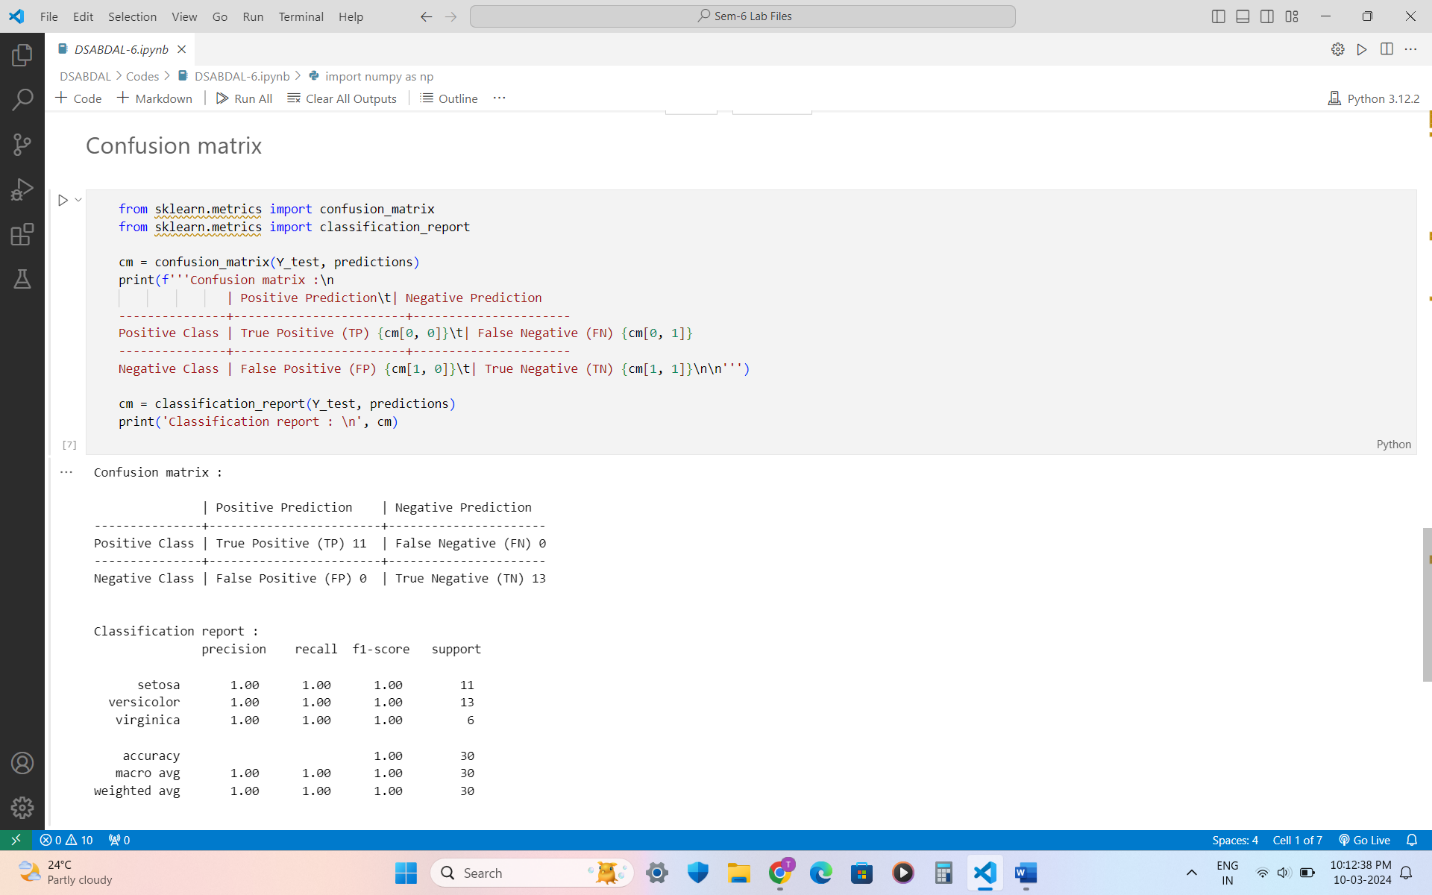 File Edit Selection View Go Run Terminal Help Sem-6 Lab Files
DSABDAL-6.ipynb
DSABDAL > Codes > DSABDAL-6.ipynb > import numpy as np
+ Code + Markdown | Run All Clear All Outputs | Outline ... Python 3.12.2
Confusion matrix
from sklearn.metrics import confusion_matrix
from sklearn.metrics import classification_report
cm = confusion_matrix(Y_test, predictions)
print(f'''Confusion matrix :\n
| Positive Prediction\t| Negative Prediction
---------------+------------------------+----------------------
Positive Class | True Positive (TP) {cm[0, 0]}\t| False Negative (FN) {cm[0, 1]}
---------------+------------------------+----------------------
Negative Class | False Positive (FP) {cm[1, 0]}\t| True Negative (TN) {cm[1, 1]}\n\n''')
cm = classification_report(Y_test, predictions)
print('Classification report : \n', cm)
[7] Python
... Confusion matrix :
| Positive Prediction | Negative Prediction
---------------+------------------------+----------------------
Positive Class | True Positive (TP) 11 | False Negative (FN) 0
---------------+------------------------+----------------------
Negative Class | False Positive (FP) 0 | True Negative (TN) 13
Classification report :
precision recall f1-score support
setosa 1.00 1.00 1.00 11
versicolor 1.00 1.00 1.00 13
virginica 1.00 1.00 1.00 6
accuracy 1.00 30
macro avg 1.00 1.00 1.00 30
weighted avg 1.00 1.00 1.00 30
0 10 0 Spaces: 4 Cell 1 of 7 Go Live
24°C
Partly cloudy
Search
T
W
ENG
IN
10:12:38 PM
10-03-2024